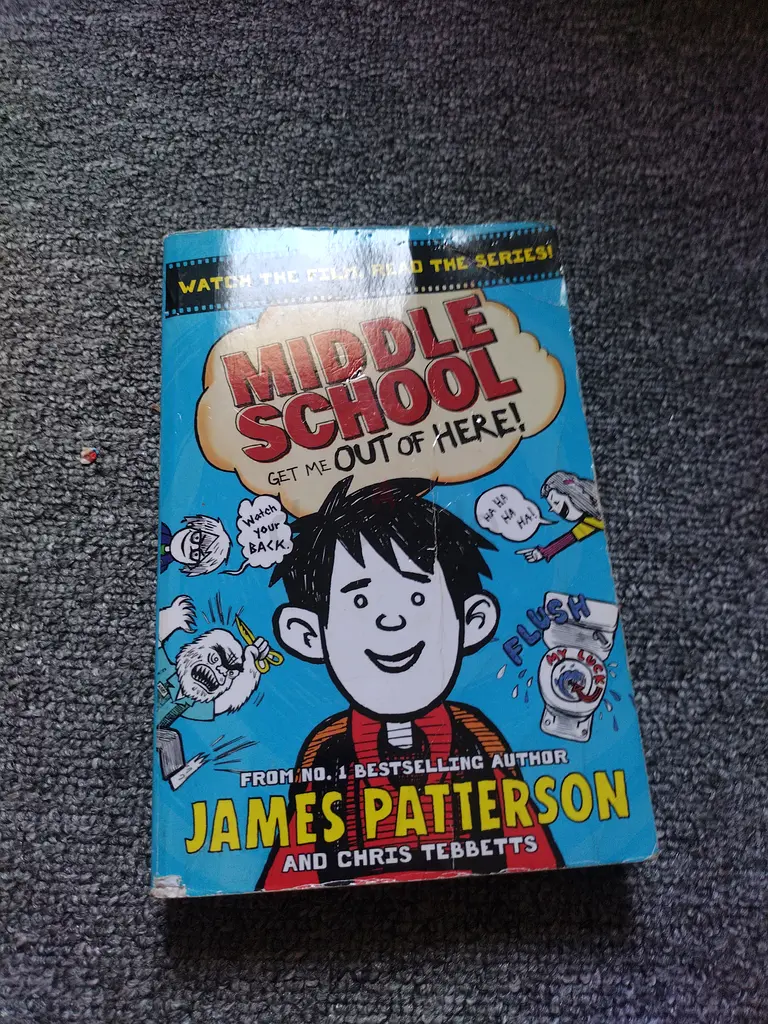 WATCH THE FILM, READ THE SERIES!
MIDDLE
SCHOOL
GET ME OUT OF HERE!
Watch
your
BACK.
HA HA
HA HA!
FLUSH
MY LUCK
FROM NO. 1 BESTSELLING AUTHOR
JAMES PATTERSON
AND CHRIS TEBBETTS